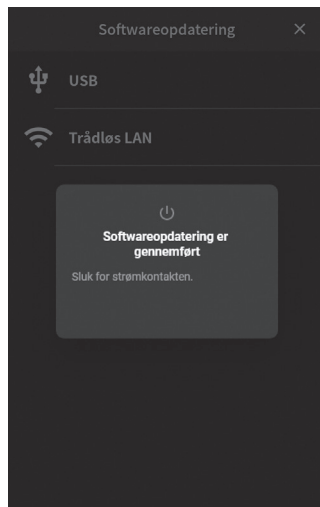 Softwareopdatering
USB
Trådløs LAN
Softwareopdatering er
gennemført
Sluk for strømkontakten.